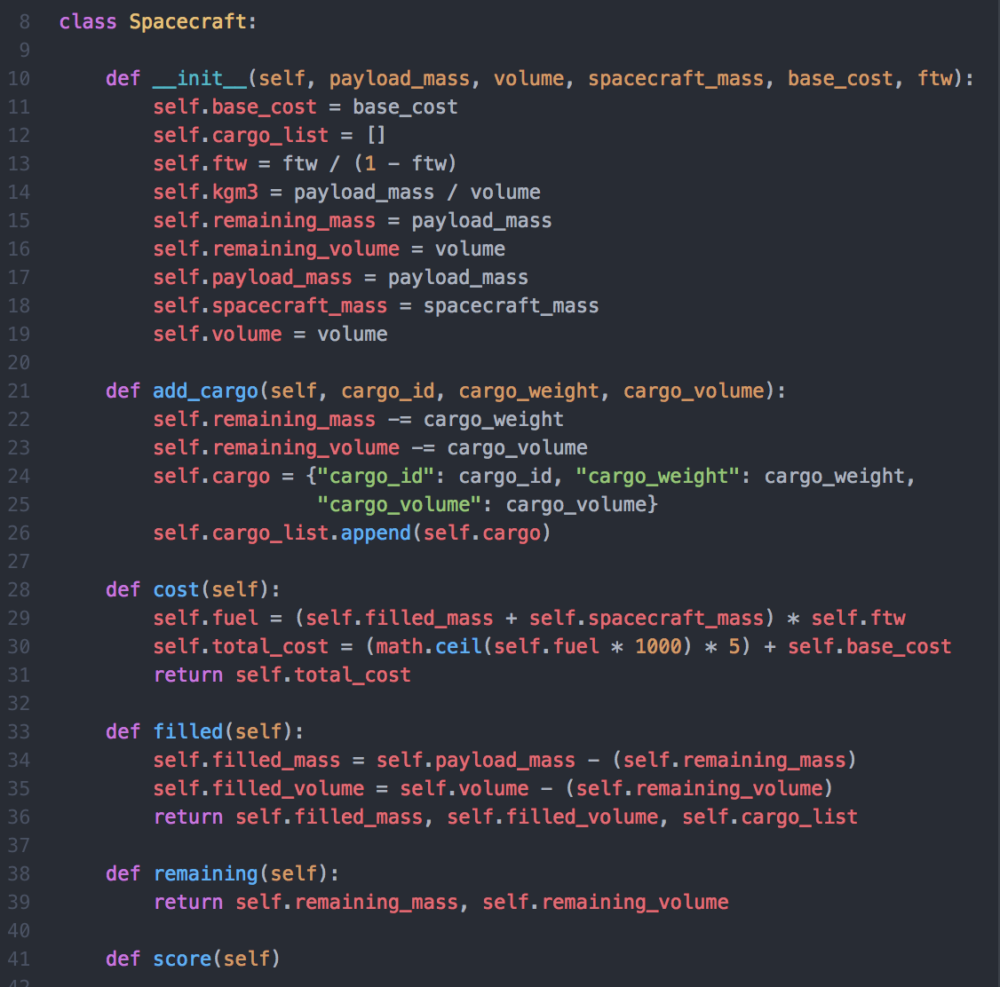 8 class Spacecraft:
9
10 def __init__(self, payload_mass, volume, spacecraft_mass, base_cost, ftw):
11 self.base_cost = base_cost
12 self.cargo_list = []
13 self.ftw = ftw / (1 - ftw)
14 self.kgm3 = payload_mass / volume
15 self.remaining_mass = payload_mass
16 self.remaining_volume = volume
17 self.payload_mass = payload_mass
18 self.spacecraft_mass = spacecraft_mass
19 self.volume = volume
20
21 def add_cargo(self, cargo_id, cargo_weight, cargo_volume):
22 self.remaining_mass -= cargo_weight
23 self.remaining_volume -= cargo_volume
24 self.cargo = {"cargo_id": cargo_id, "cargo_weight": cargo_weight,
25 "cargo_volume": cargo_volume}
26 self.cargo_list.append(self.cargo)
27
28 def cost(self):
29 self.fuel = (self.filled_mass + self.spacecraft_mass) * self.ftw
30 self.total_cost = (math.ceil(self.fuel * 1000) * 5) + self.base_cost
31 return self.total_cost
32
33 def filled(self):
34 self.filled_mass = self.payload_mass - (self.remaining_mass)
35 self.filled_volume = self.volume - (self.remaining_volume)
36 return self.filled_mass, self.filled_volume, self.cargo_list
37
38 def remaining(self):
39 return self.remaining_mass, self.remaining_volume
40
41 def score(self)
42